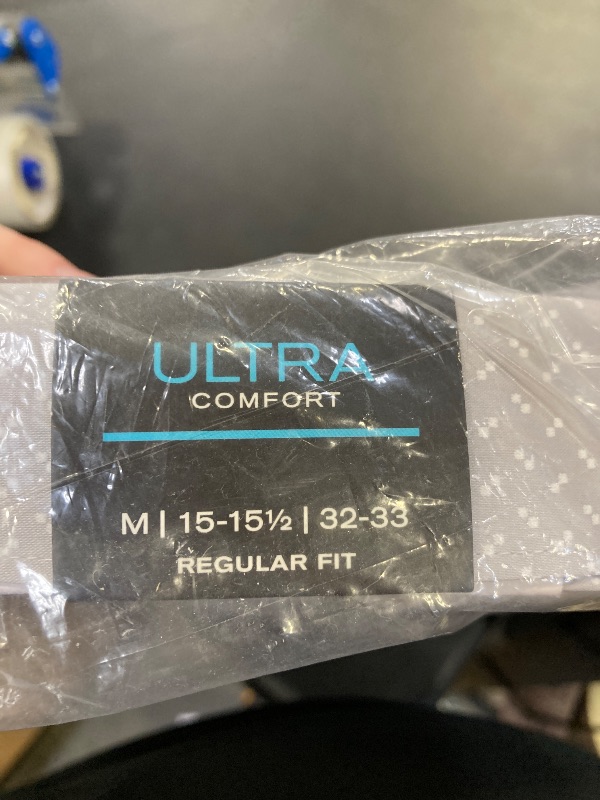 ULTRA
COMFORT
M | 15-15½ | 32-33
REGULAR FIT